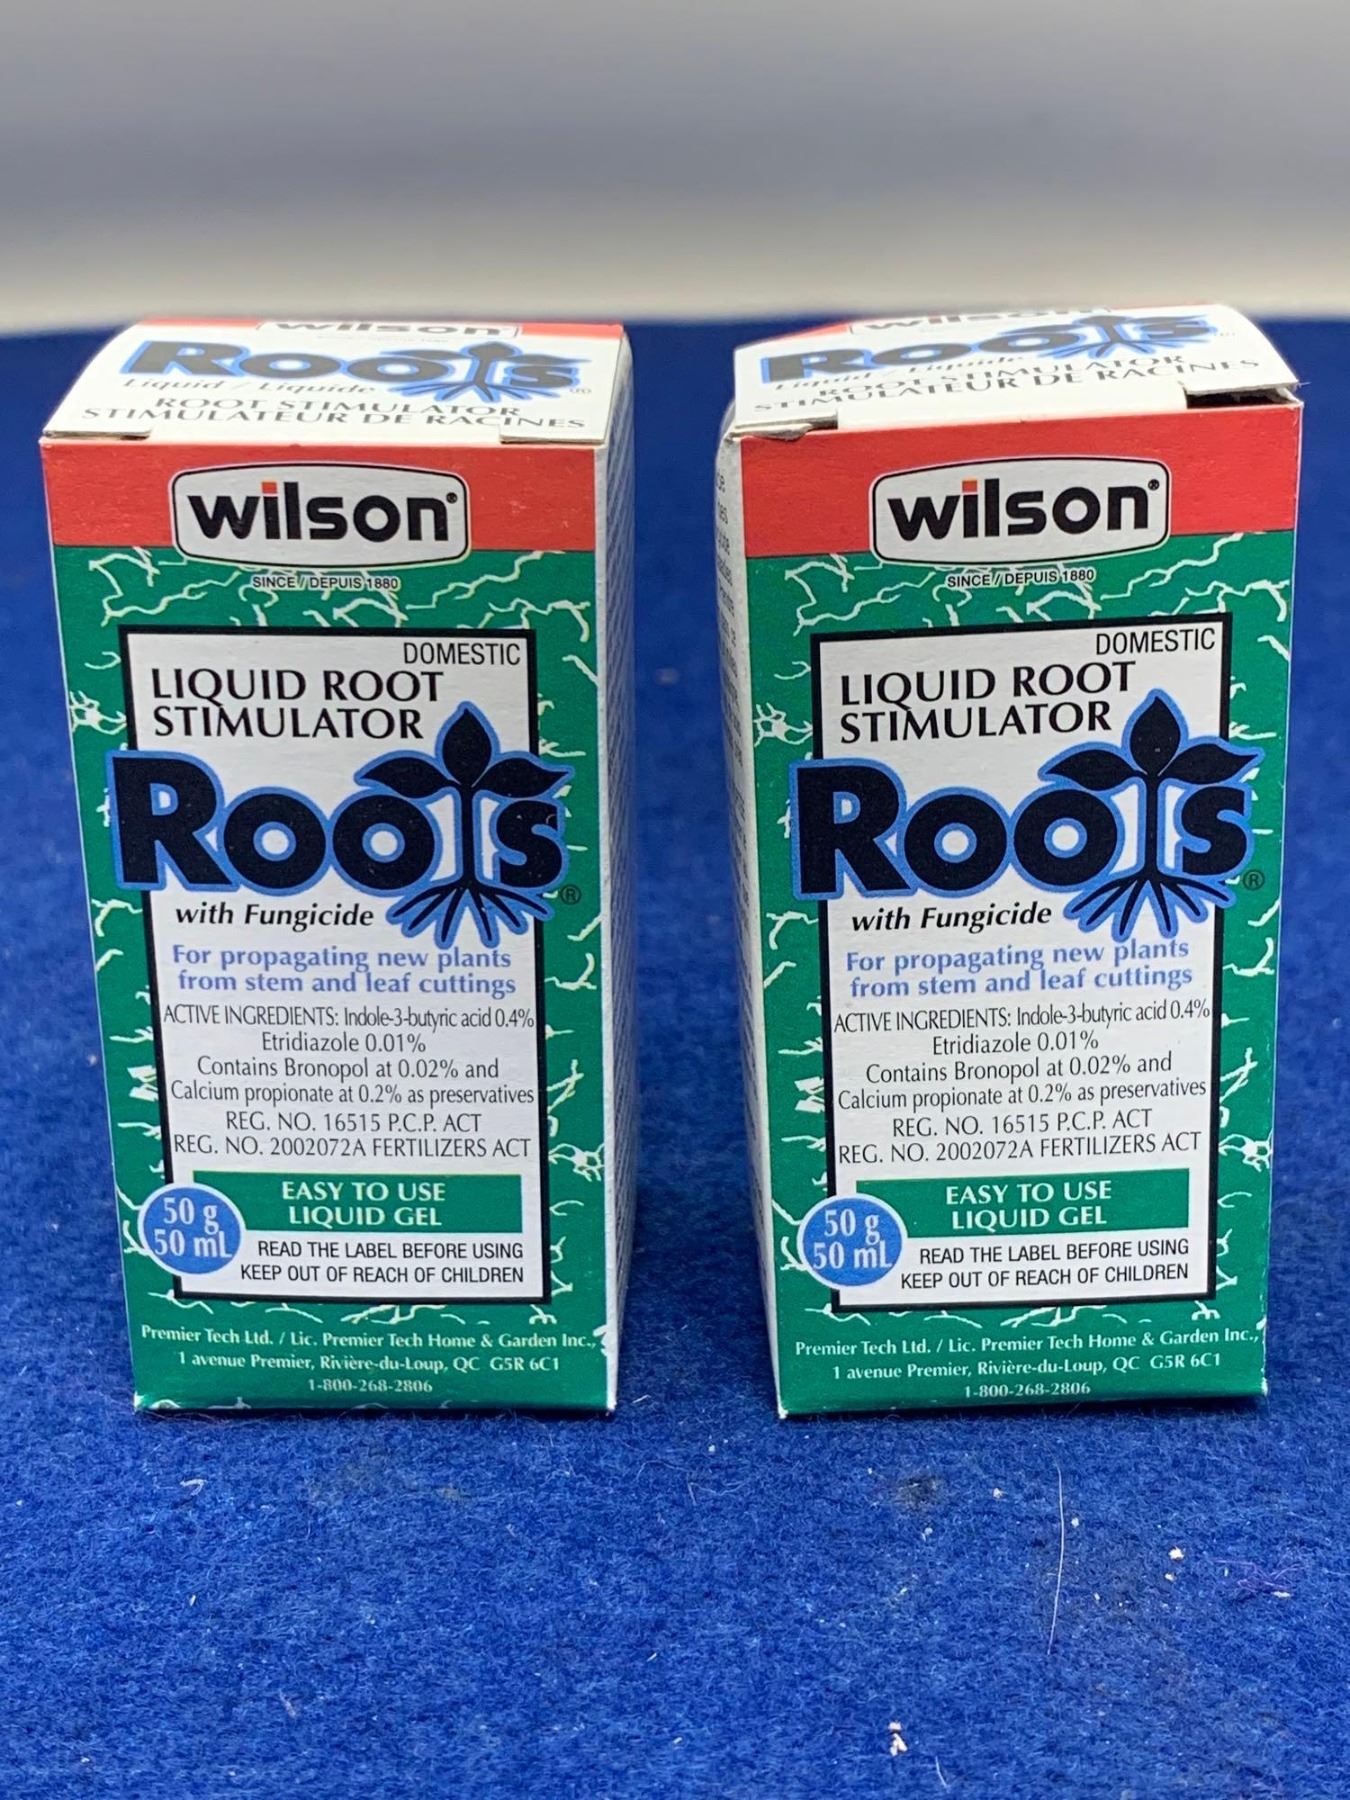 wilson
Roots
Liquid / Liquide
ROOT STIMULATOR
STIMULATEUR DE RACINES
wilson®
SINCE / DEPUIS 1880
DOMESTIC
LIQUID ROOT
STIMULATOR
Roots®
with Fungicide
For propagating new plants
from stem and leaf cuttings
ACTIVE INGREDIENTS: Indole-3-butyric acid 0.4%
Etridiazole 0.01%
Contains Bronopol at 0.02% and
Calcium propionate at 0.2% as preservatives
REG. NO. 16515 P.C.P. ACT
REG. NO. 2002072A FERTILIZERS ACT
EASY TO USE
LIQUID GEL
50 g
50 mL
READ THE LABEL BEFORE USING
KEEP OUT OF REACH OF CHILDREN
Premier Tech Ltd. / Lic. Premier Tech Home & Garden Inc.,
1 avenue Premier, Rivière-du-Loup, QC G5R 6C1
1-800-268-2806
wilson
Roots
Liquid / Liquide
ROOT STIMULATOR
STIMULATEUR DE RACINES
wilson®
SINCE / DEPUIS 1880
DOMESTIC
LIQUID ROOT
STIMULATOR
Roots®
with Fungicide
For propagating new plants
from stem and leaf cuttings
ACTIVE INGREDIENTS: Indole-3-butyric acid 0.4%
Etridiazole 0.01%
Contains Bronopol at 0.02% and
Calcium propionate at 0.2% as preservatives
REG. NO. 16515 P.C.P. ACT
REG. NO. 2002072A FERTILIZERS ACT
EASY TO USE
LIQUID GEL
50 g
50 mL
READ THE LABEL BEFORE USING
KEEP OUT OF REACH OF CHILDREN
Premier Tech Ltd. / Lic. Premier Tech Home & Garden Inc.,
1 avenue Premier, Rivière-du-Loup, QC G5R 6C1
1-800-268-2806